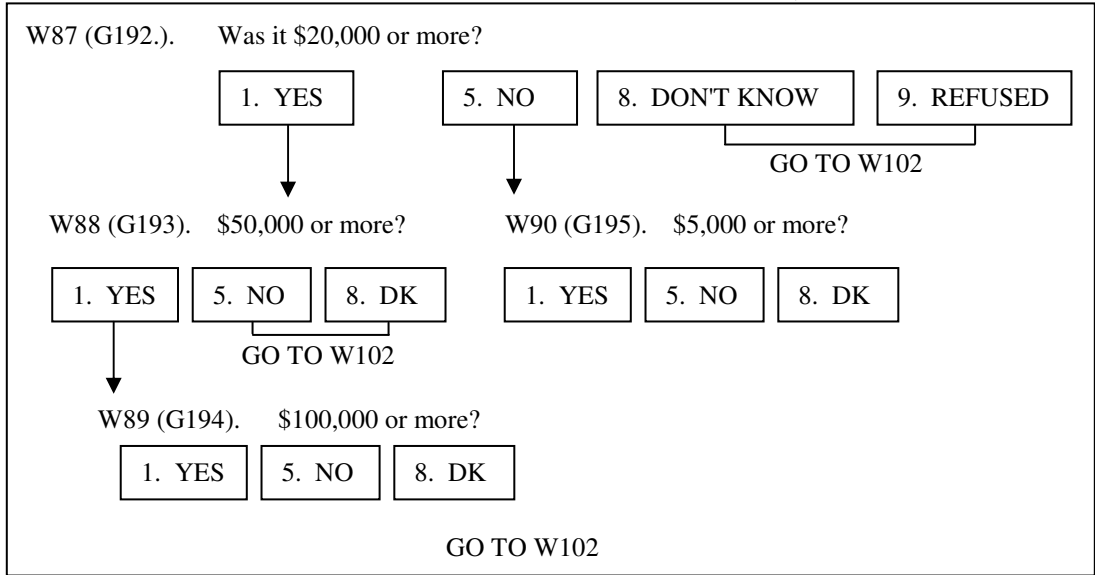 W87 (G192.). Was it $20,000 or more?
1. YES 5. NO 8. DON'T KNOW 9. REFUSED
GO TO W102
W88 (G193). $50,000 or more? W90 (G195). $5,000 or more?
1. YES 5. NO 8. DK 1. YES 5. NO 8. DK
GO TO W102
W89 (G194). $100,000 or more?
1. YES 5. NO 8. DK
GO TO W102